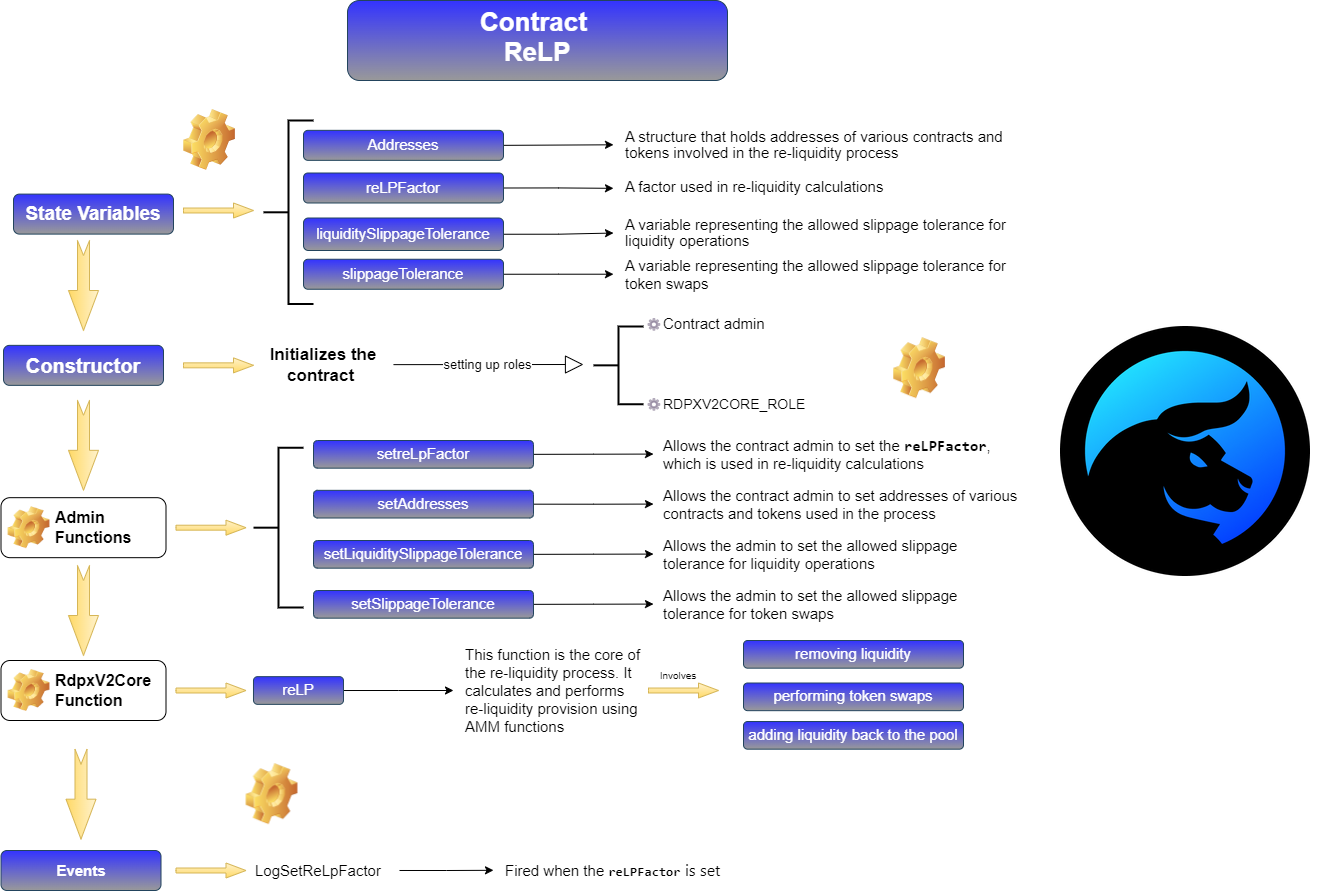 Contract
ReLP
State Variables
Addresses
A structure that holds addresses of various contracts and
tokens involved in the re-liquidity process
reLPFactor
A factor used in re-liquidity calculations
liquiditySlippageTolerance
A variable representing the allowed slippage tolerance for
liquidity operations
slippageTolerance
A variable representing the allowed slippage tolerance for
token swaps
Constructor
Initializes the
contract
setting up roles
Contract admin
RDPXV2CORE_ROLE
Admin
Functions
setreLpFactor
Allows the contract admin to set the reLPFactor,
which is used in re-liquidity calculations
setAddresses
Allows the contract admin to set addresses of various
contracts and tokens used in the process
setLiquiditySlippageTolerance
Allows the admin to set the allowed slippage
tolerance for liquidity operations
setSlippageTolerance
Allows the admin to set the allowed slippage
tolerance for token swaps
RdpxV2Core
Function
reLP
This function is the core of
the re-liquidity process. It
calculates and performs
re-liquidity provision using
AMM functions
Involves
removing liquidity
performing token swaps
adding liquidity back to the pool
Events
LogSetReLpFactor
Fired when the reLPFactor is set